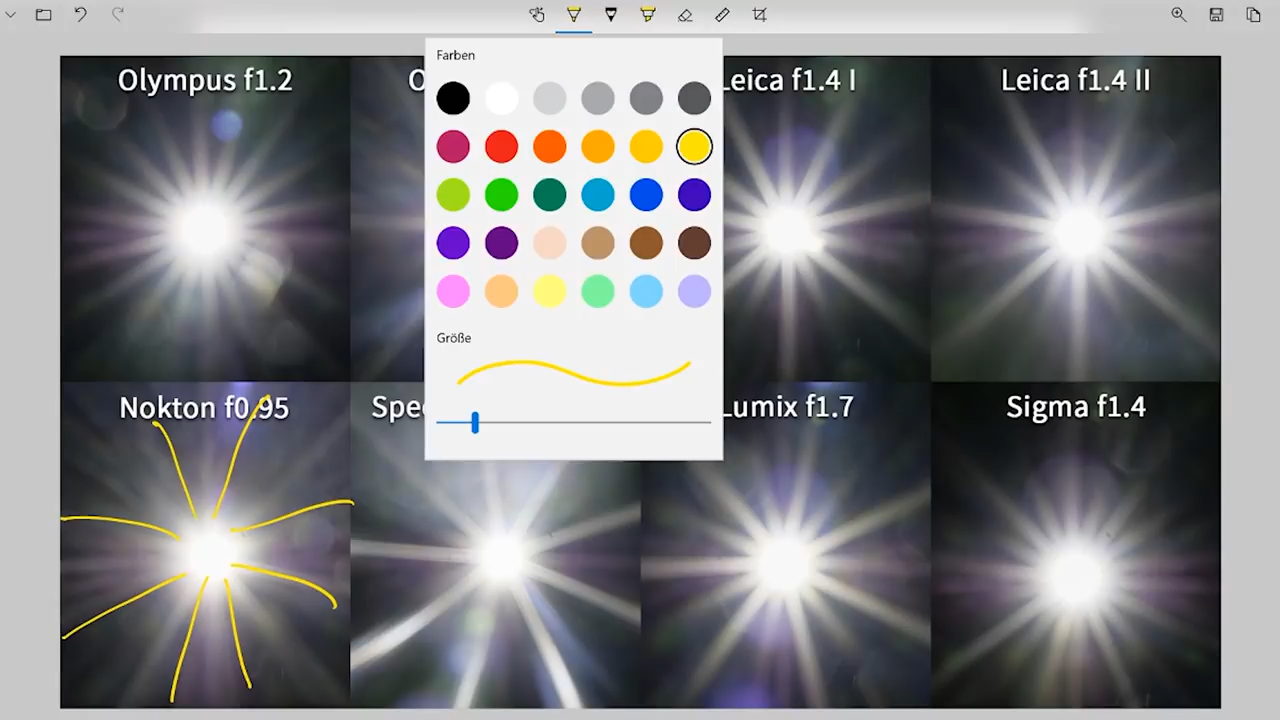 Farben
Olympus f1.2
O
Leica f1.4 I
Leica f1.4 II
Größe
Nokton f0.95
Spe
Lumix f1.7
Sigma f1.4